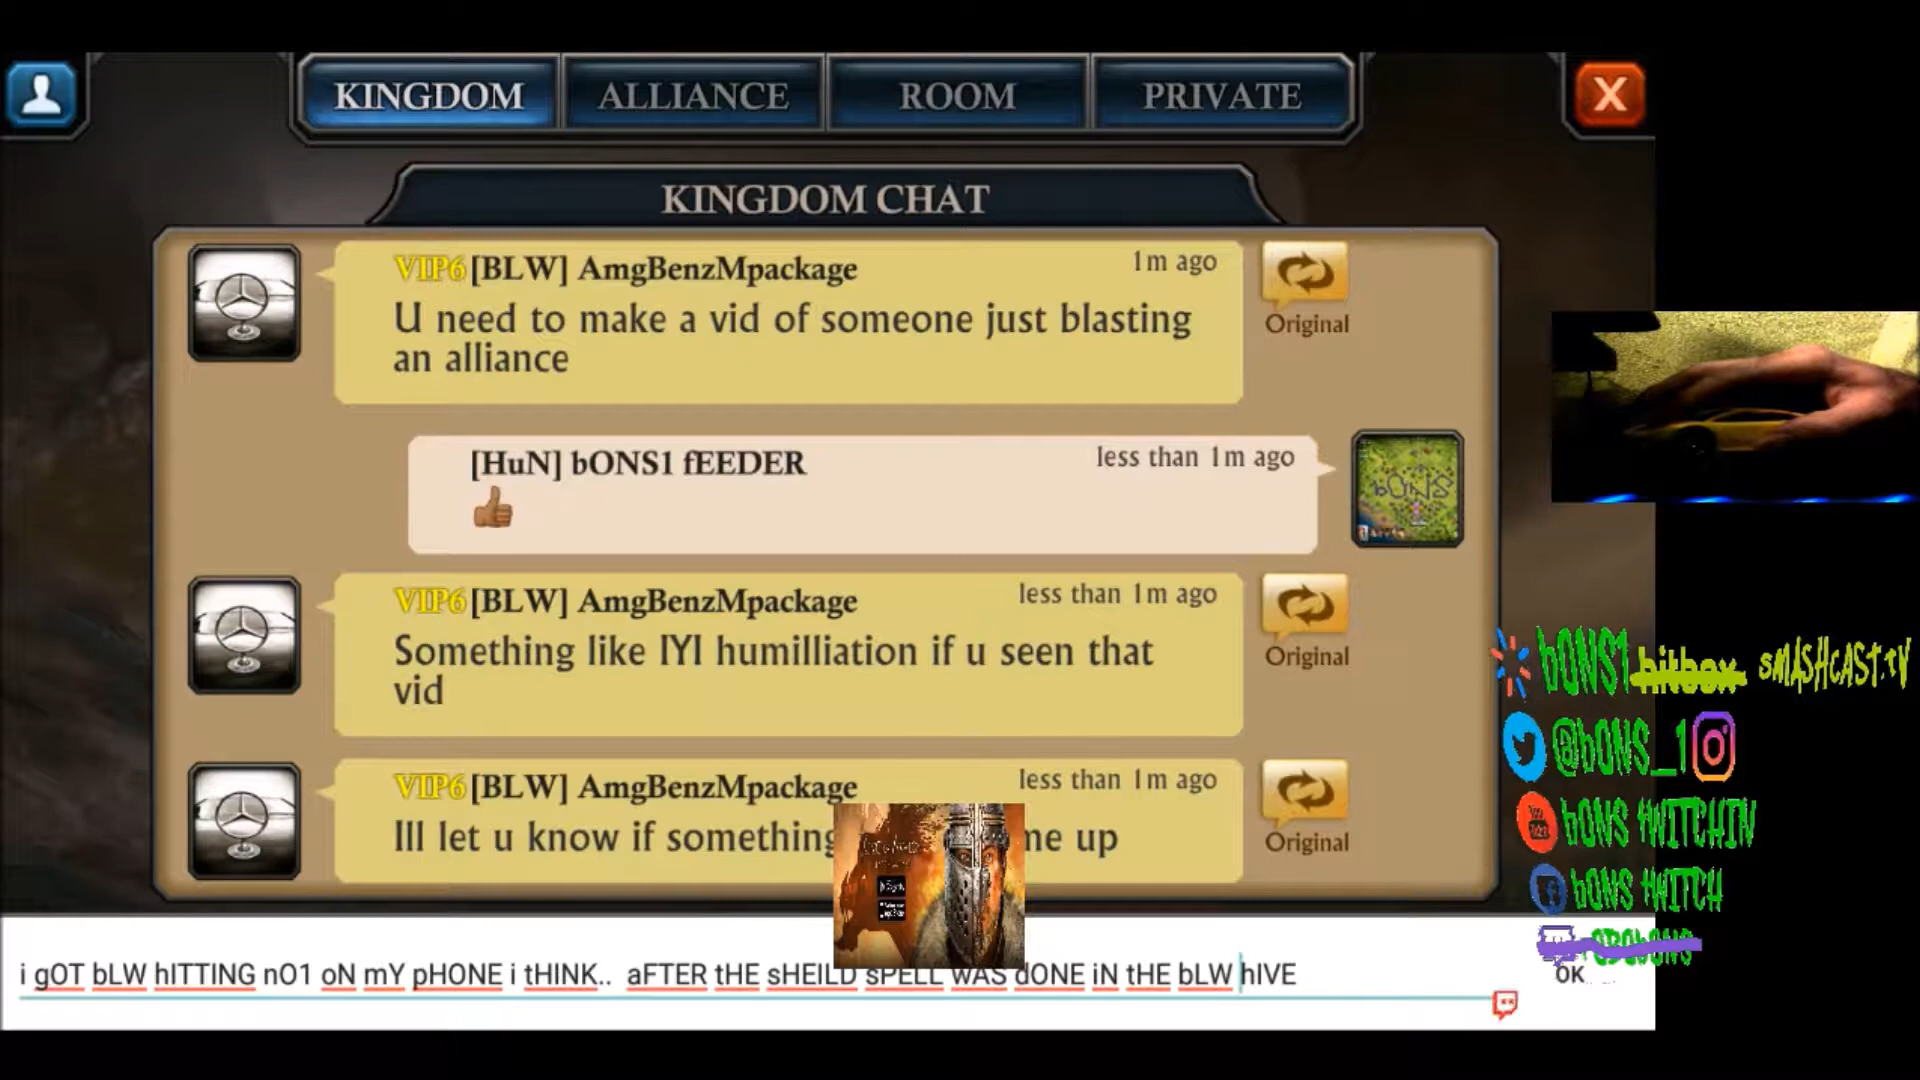 KINGDOM
ALLIANCE
ROOM
PRIVATE
X
KINGDOM CHAT
VIP6 [BLW] AmgBenzMpackage
1m ago
U need to make a vid of someone just blasting
an alliance
Original
[HuN] bONS1 fEEDER
less than 1m ago
bONS
VIP6 [BLW] AmgBenzMpackage
less than 1m ago
Something like IYI humilliation if u seen that
vid
Original
VIP6 [BLW] AmgBenzMpackage
less than 1m ago
Ill let u know if something me up
Original
bONS1 hitbox SMASHCAST.TV
@bONS_1
bONS tWITCHIN
bONS tWITCH
i gOT bLW hITTING nO1 oN mY pHONE i tHINK.. aFTER tHE sHEILD sPELL wAS dONE iN tHE bLW hIVE
OK